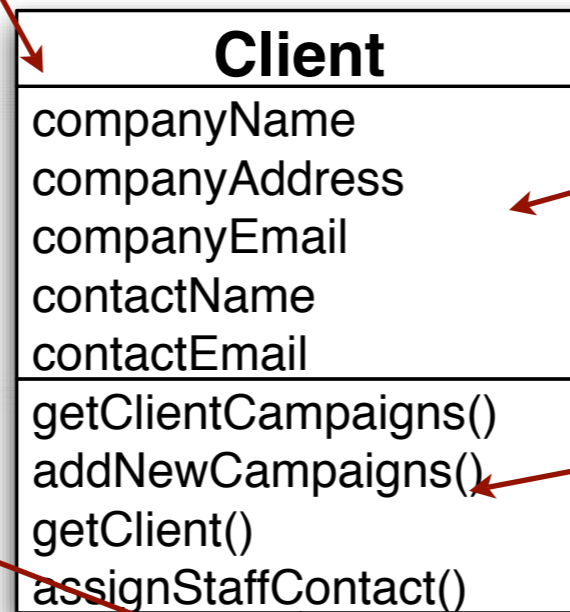 Client
companyName
companyAddress
companyEmail
contactName
contactEmail
getClientCampaigns()
addNewCampaigns()
getClient()
assignStaffContact()